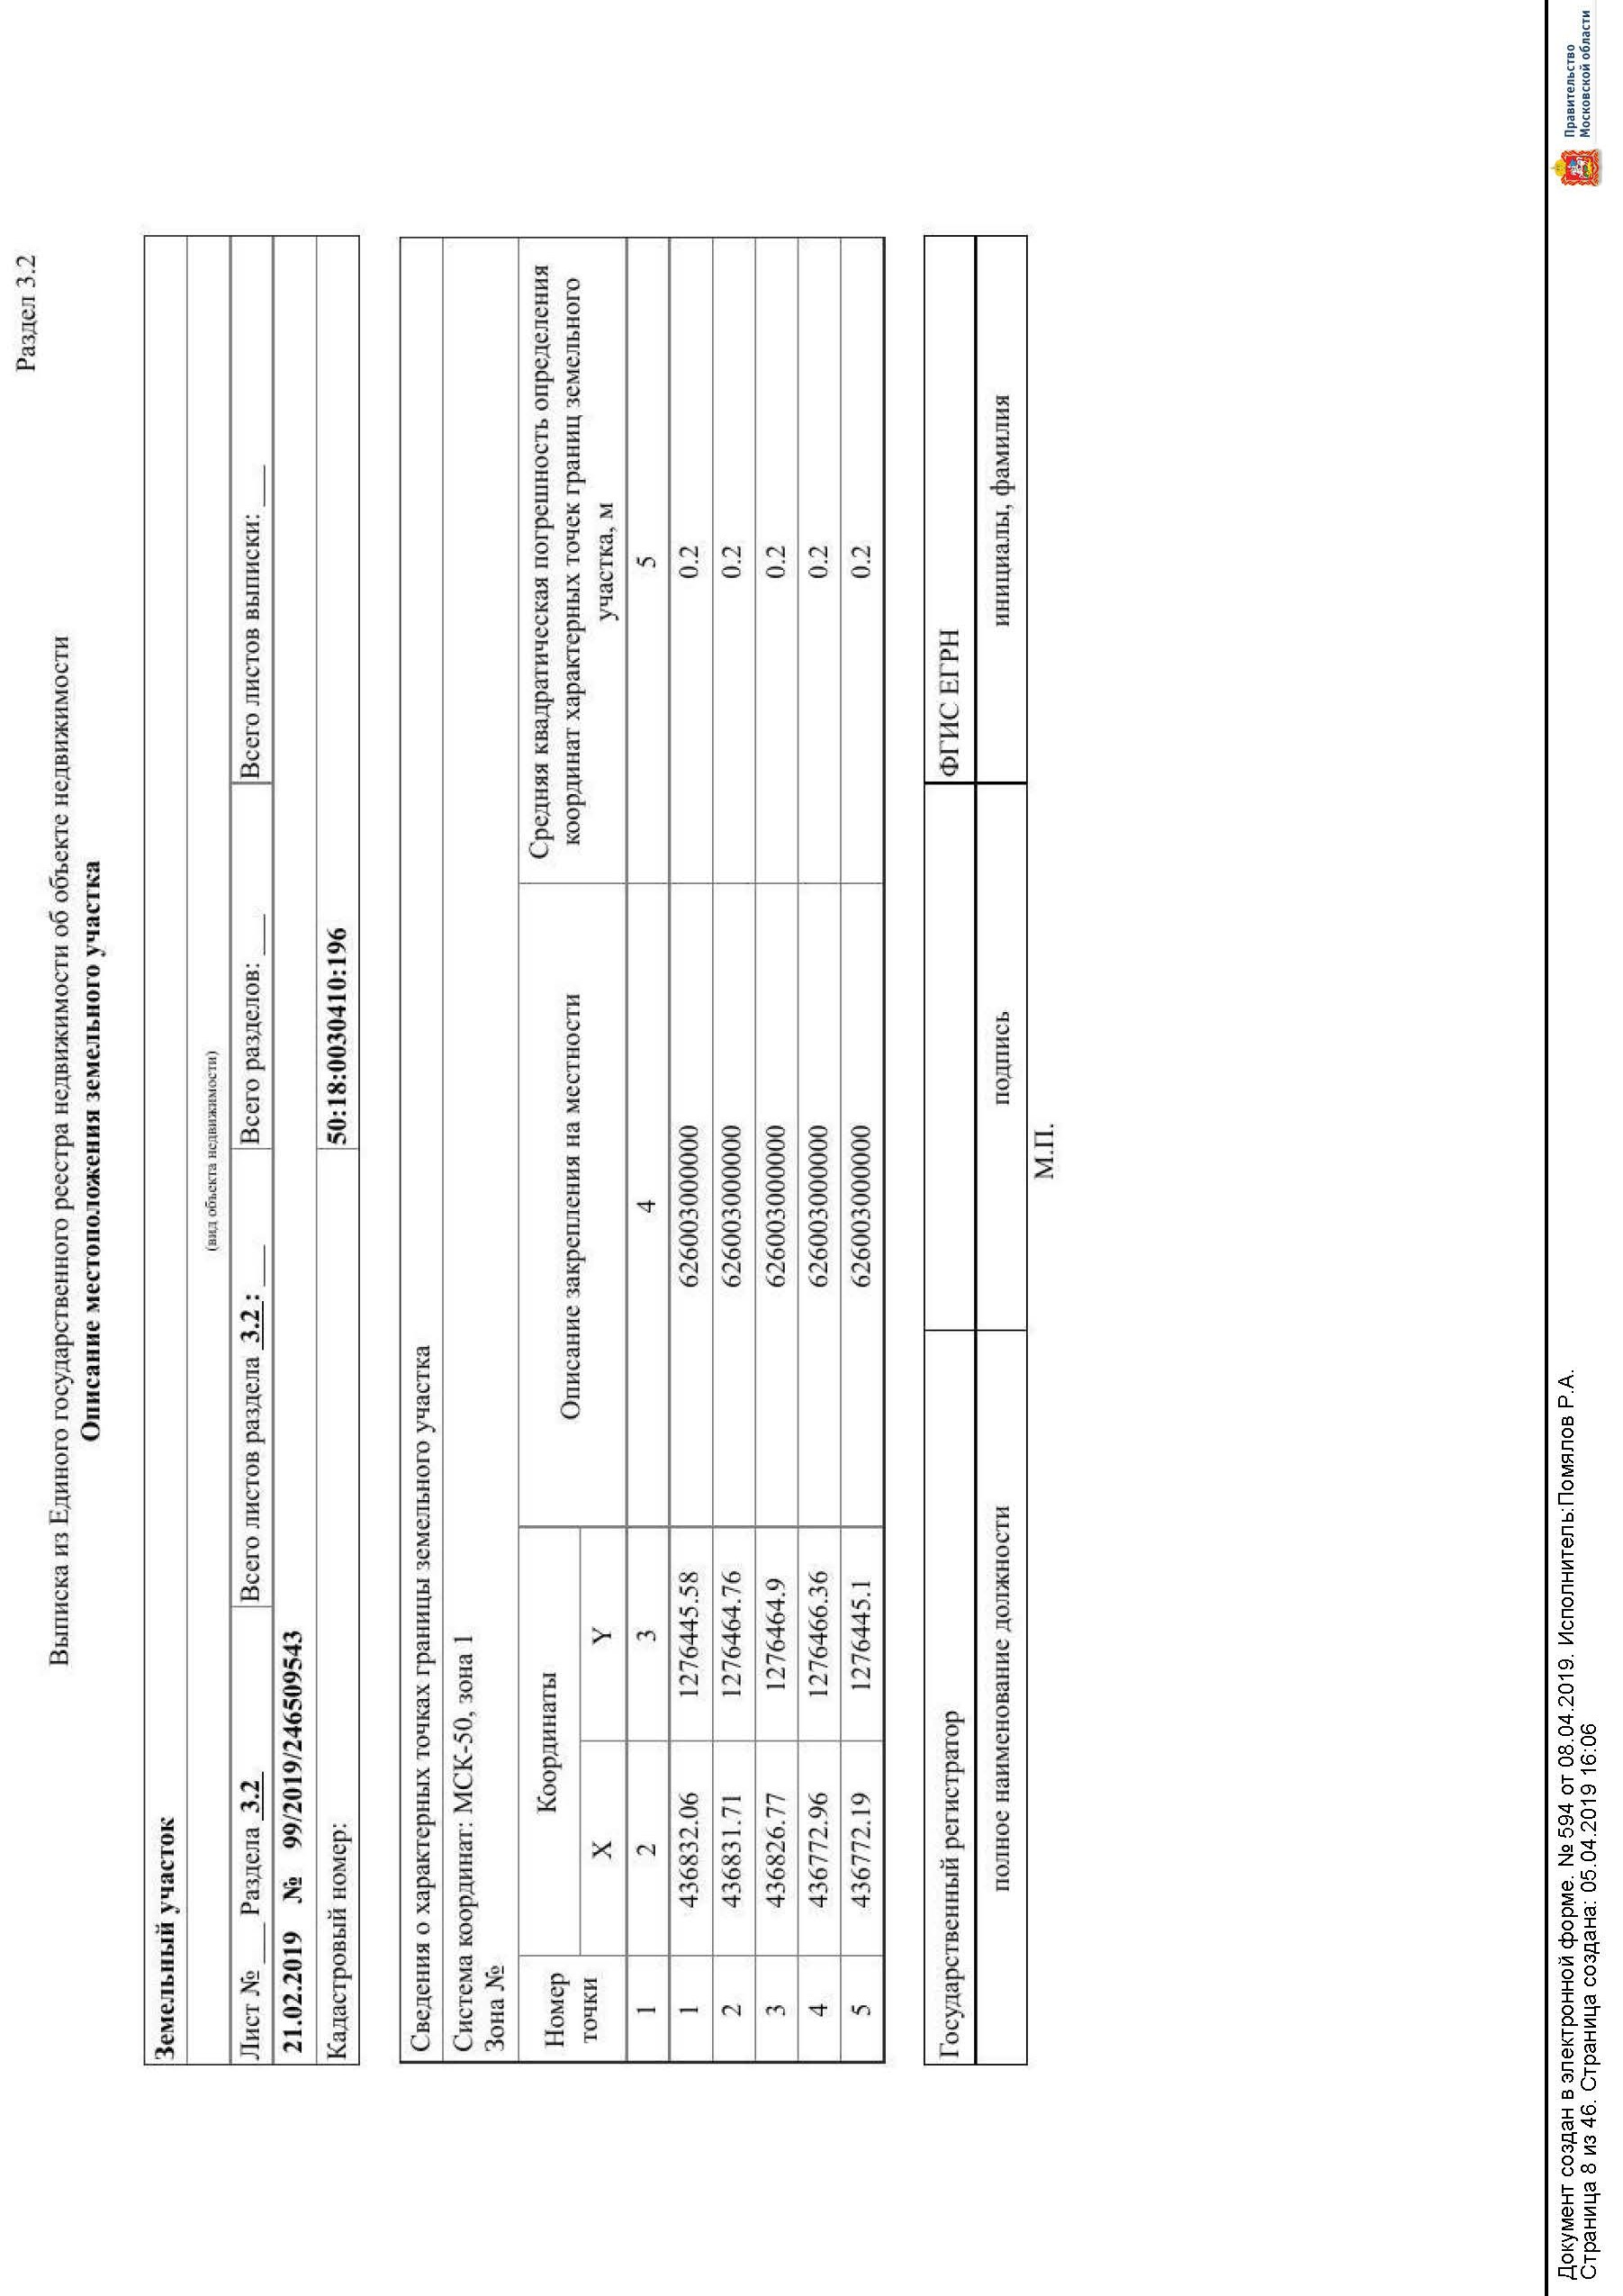 Раздел 3.2
Выписка из Единого государственного реестра недвижимости об объекте недвижимости
Описание местоположения земельного участка
Земельный участок
(вид объекта недвижимости)
Лист № ___ Раздела 3.2 Всего листов раздела 3.2 : ___ Всего разделов: ___ Всего листов выписки: ___
21.02.2019 № 99/2019/246509543
Кадастровый номер: 50:18:0030410:196
Сведения о характерных точках границы земельного участка
Система координат: МСК-50, зона 1
Зона №
Номер точки Координаты Описание закрепления на местности Средняя квадратическая погрешность определения
координат характерных точек границ земельного
участка, м
X Y
1 2 3 4 5
1 436832.06 1276445.58 626003000000 0.2
2 436831.71 1276464.76 626003000000 0.2
3 436826.77 1276464.9 626003000000 0.2
4 436772.96 1276466.36 626003000000 0.2
5 436772.19 1276445.1 626003000000 0.2
Государственный регистратор ФГИС ЕГРН
полное наименование должности подпись инициалы, фамилия
М.П.
Документ создан в электронной форме. № 594 от 08.04.2019. Исполнитель:Помялов Р.А.
Страница 8 из 46. Страница создана: 05.04.2019 16:06
Правительство
Московской области